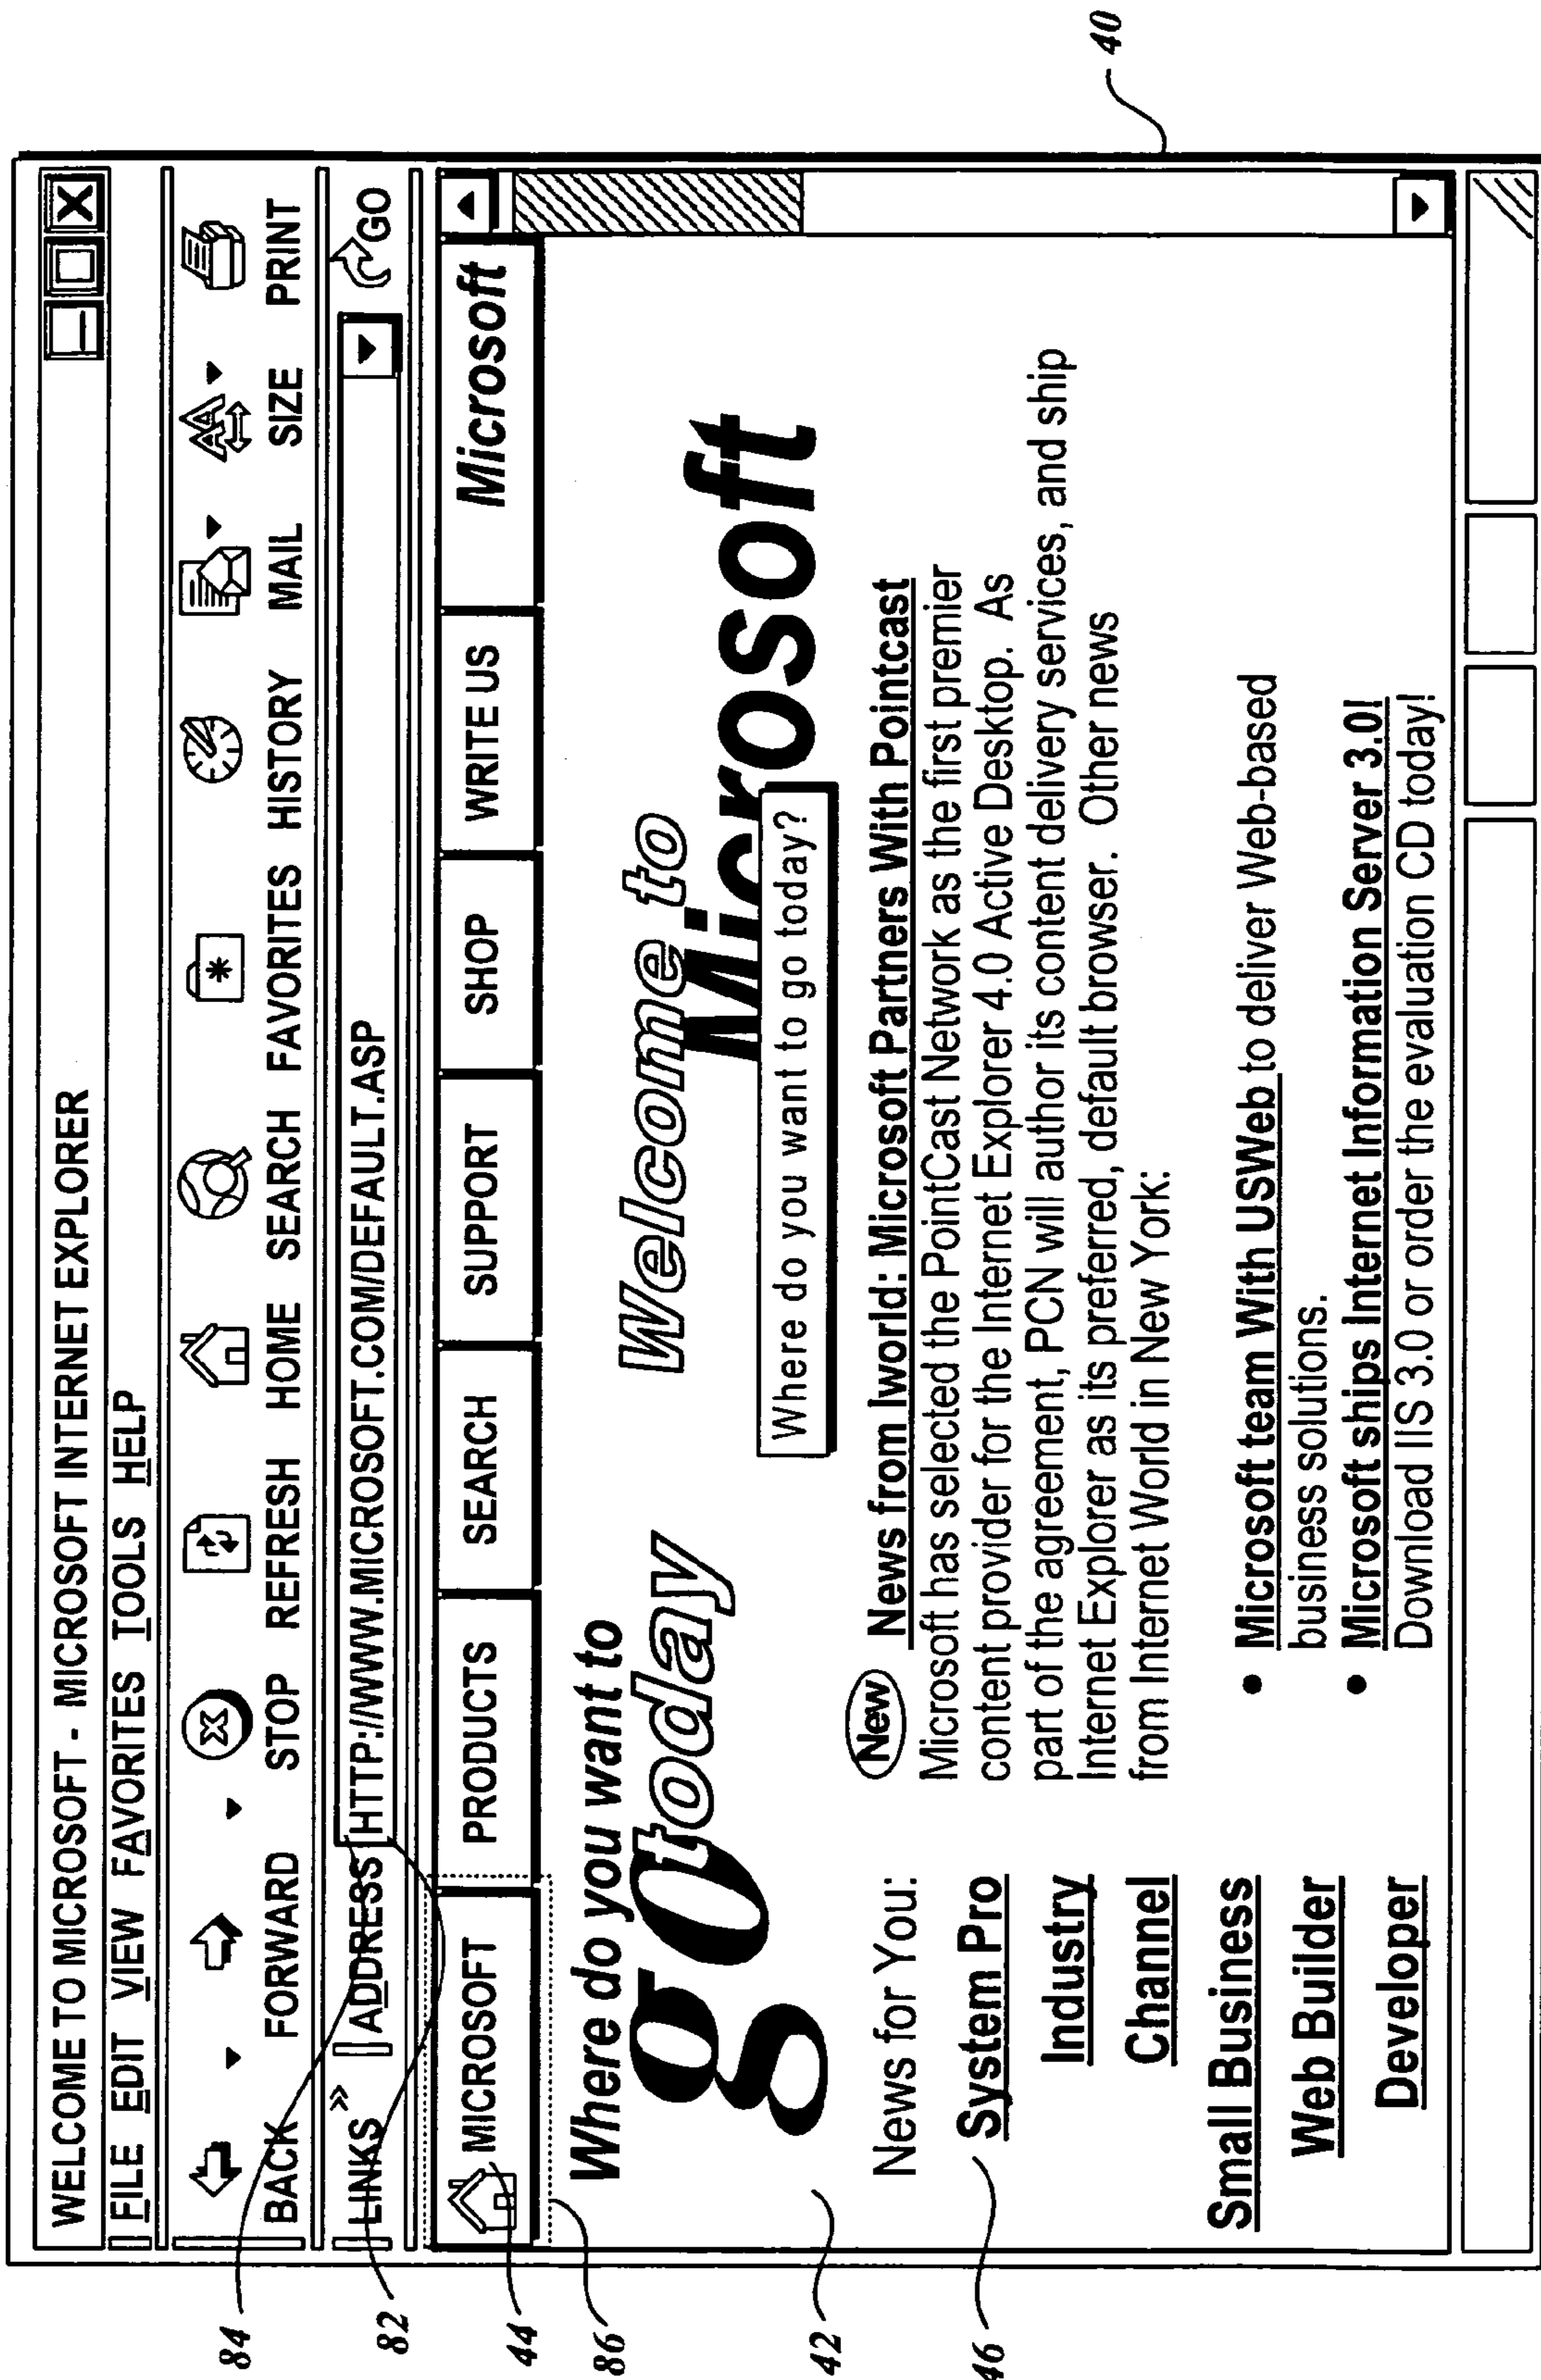 WELCOME TO MICROSOFT - MICROSOFT INTERNET EXPLORER
FILE EDIT VIEW FAVORITES TOOLS HELP
BACK FORWARD STOP REFRESH HOME SEARCH FAVORITES HISTORY MAIL SIZE PRINT
LINKS » ADDRESS HTTP://WWW.MICROSOFT.COM/DEFAULT.ASP GO
MICROSOFT PRODUCTS SEARCH SUPPORT SHOP WRITE US Microsoft
Where do you want to
go today
Welcome to
Microsoft
Where do you want to go today?
News for You:
System Pro
Industry
Channel
Small Business
Web Builder
Developer
New News from Iworld: Microsoft Partners With Pointcast
Microsoft has selected the PointCast Network as the first premier
content provider for the Internet Explorer 4.0 Active Desktop. As
part of the agreement, PCN will author its content delivery services, and ship
Internet Explorer as its preferred, default browser. Other news
from Internet World in New York:
• Microsoft team With USWeb to deliver Web-based
business solutions.
• Microsoft ships Internet Information Server 3.0!
Download IIS 3.0 or order the evaluation CD today!
84
82
44
86
42
46
40